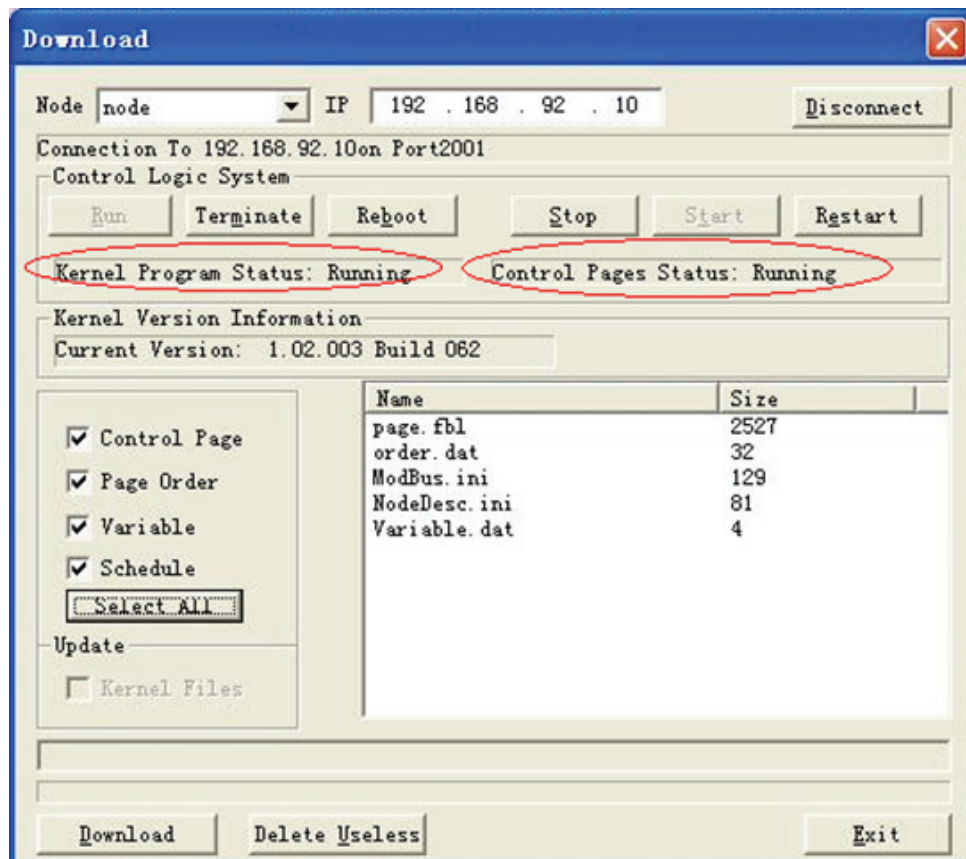 Download
Node node IP 192 . 168 . 92 . 10 Disconnect
Connection To 192.168.92.10on Port2001
Control Logic System
Run Terminate Reboot Stop Start Restart
Kernel Program Status: Running Control Pages Status: Running
Kernel Version Information
Current Version: 1.02.003 Build 062
Name Size
page.fbl 2527
order.dat 32
ModBus.ini 129
NodeDesc.ini 81
Variable.dat 4
Control Page
Page Order
Variable
Schedule
Select All
Update
Kernel Files
Download Delete Useless Exit